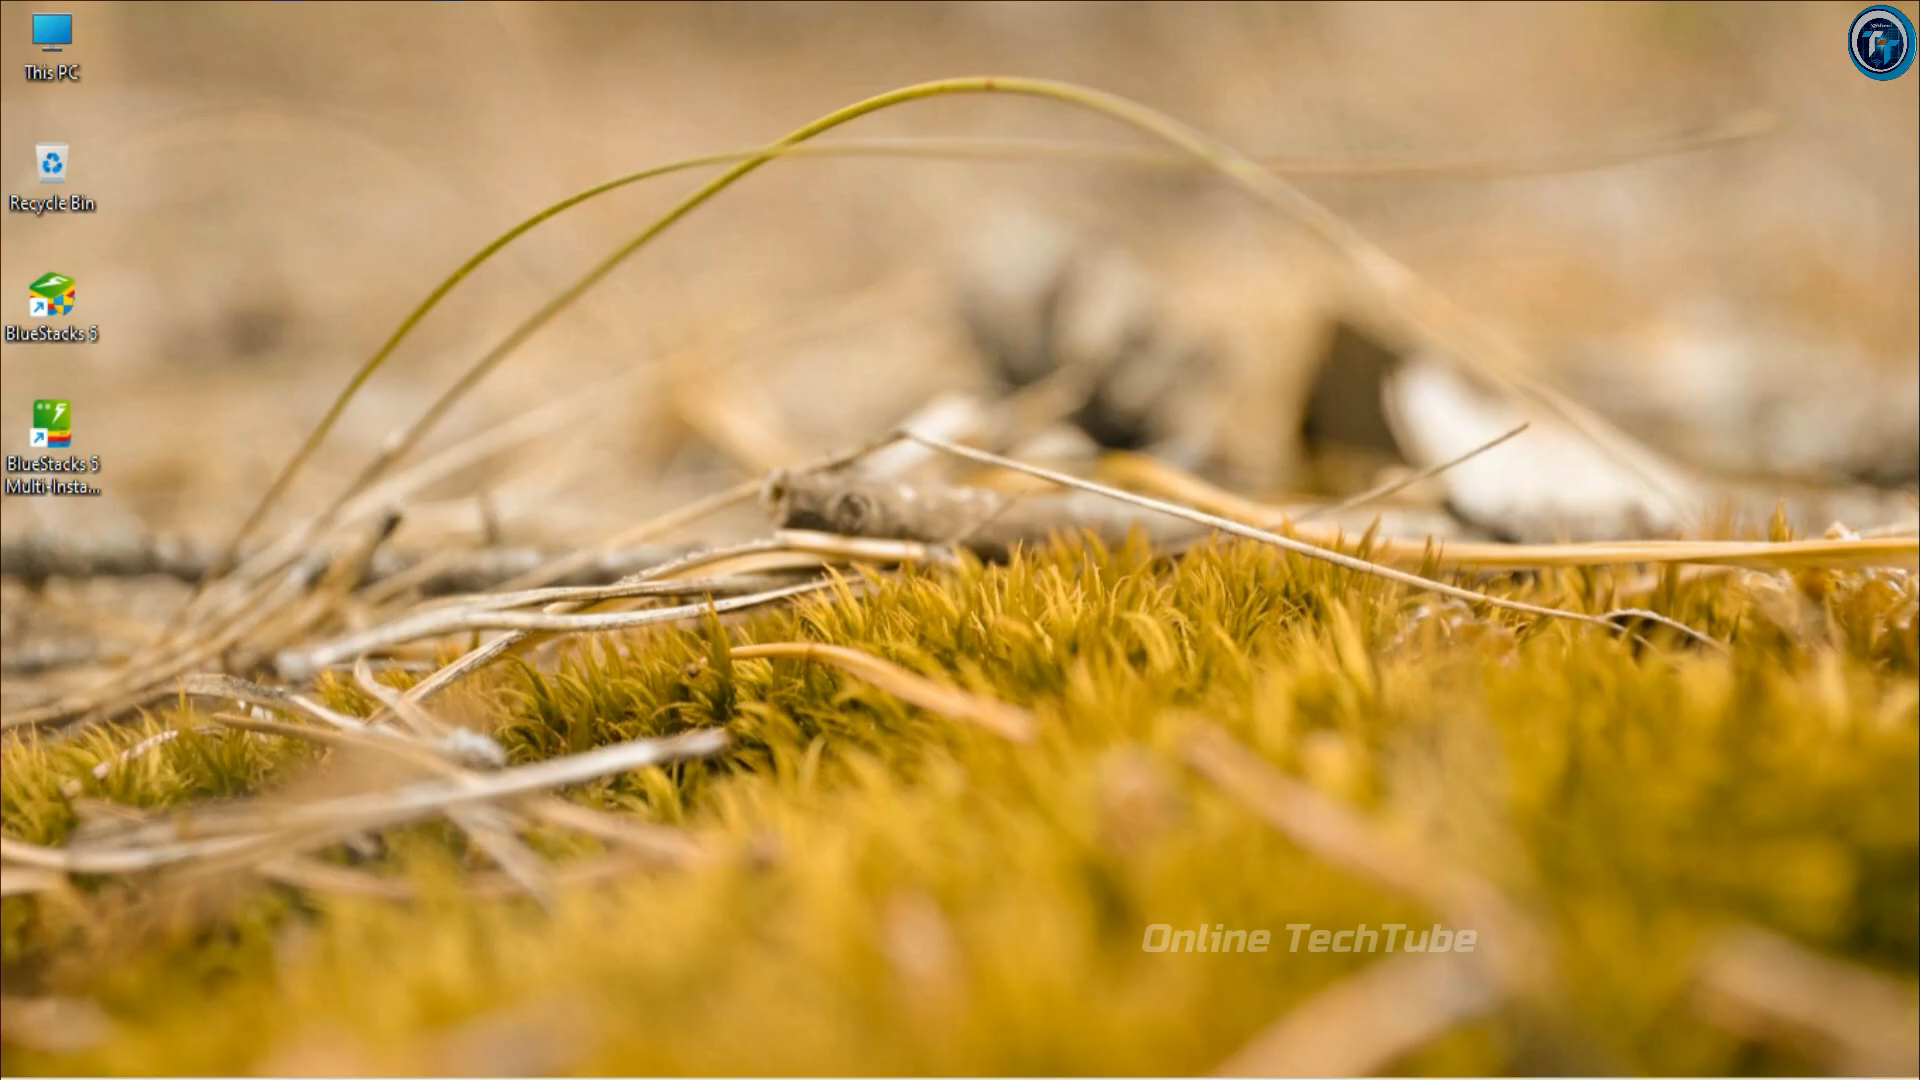 This PC
Recycle Bin
BlueStacks 5
BlueStacks 5
Multi-Insta...
Online TechTube